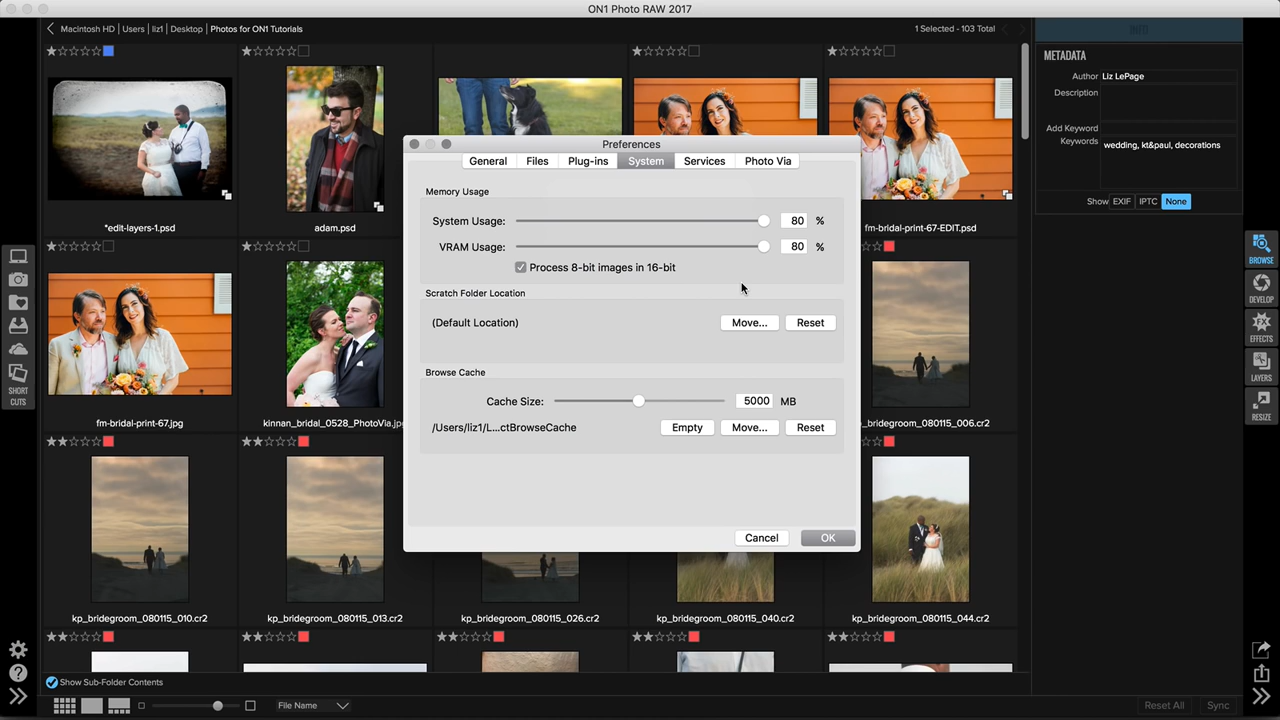 ON1 Photo RAW 2017
Macintosh HD | Users | liz1 | Desktop | Photos for ON1 Tutorials
1 Selected - 103 Total
INFO
METADATA
Author Liz LePage
Description
Add Keyword
Keywords wedding, kt&paul, decorations
Show EXIF IPTC None
Preferences
General Files Plug-ins System Services Photo Via
Memory Usage
System Usage: 80 %
VRAM Usage: 80 %
Process 8-bit images in 16-bit
Scratch Folder Location
(Default Location) Move... Reset
Browse Cache
Cache Size: 5000 MB
/Users/liz1/L...ctBrowseCache Empty Move... Reset
Cancel OK
*edit-layers-1.psd
adam.psd
fm-bridal-print-67-EDIT.psd
fm-bridal-print-67.jpg
kinnan_bridal_0528_PhotoVia.jpg
_bridegroom_080115_006.cr2
kp_bridegroom_080115_010.cr2
kp_bridegroom_080115_013.cr2
kp_bridegroom_080115_026.cr2
kp_bridegroom_080115_040.cr2
kp_bridegroom_080115_044.cr2
SHORT
CUTS
BROWSE
DEVELOP
FX
EFFECTS
LAYERS
RESIZE
?
Show Sub-Folder Contents
File Name
Reset All Sync